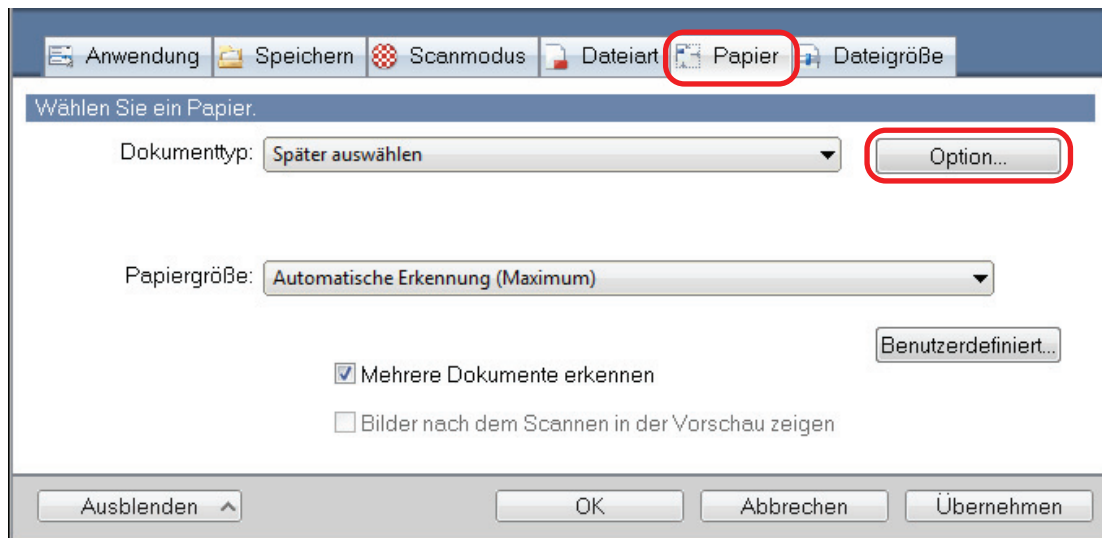 Anwendung Speichern Scanmodus Dateiart Papier Dateigröße
Wählen Sie ein Papier.
Dokumenttyp: Später auswählen Option...
Papiergröße: Automatische Erkennung (Maximum)
Benutzerdefiniert...
Mehrere Dokumente erkennen
Bilder nach dem Scannen in der Vorschau zeigen
Ausblenden OK Abbrechen Übernehmen